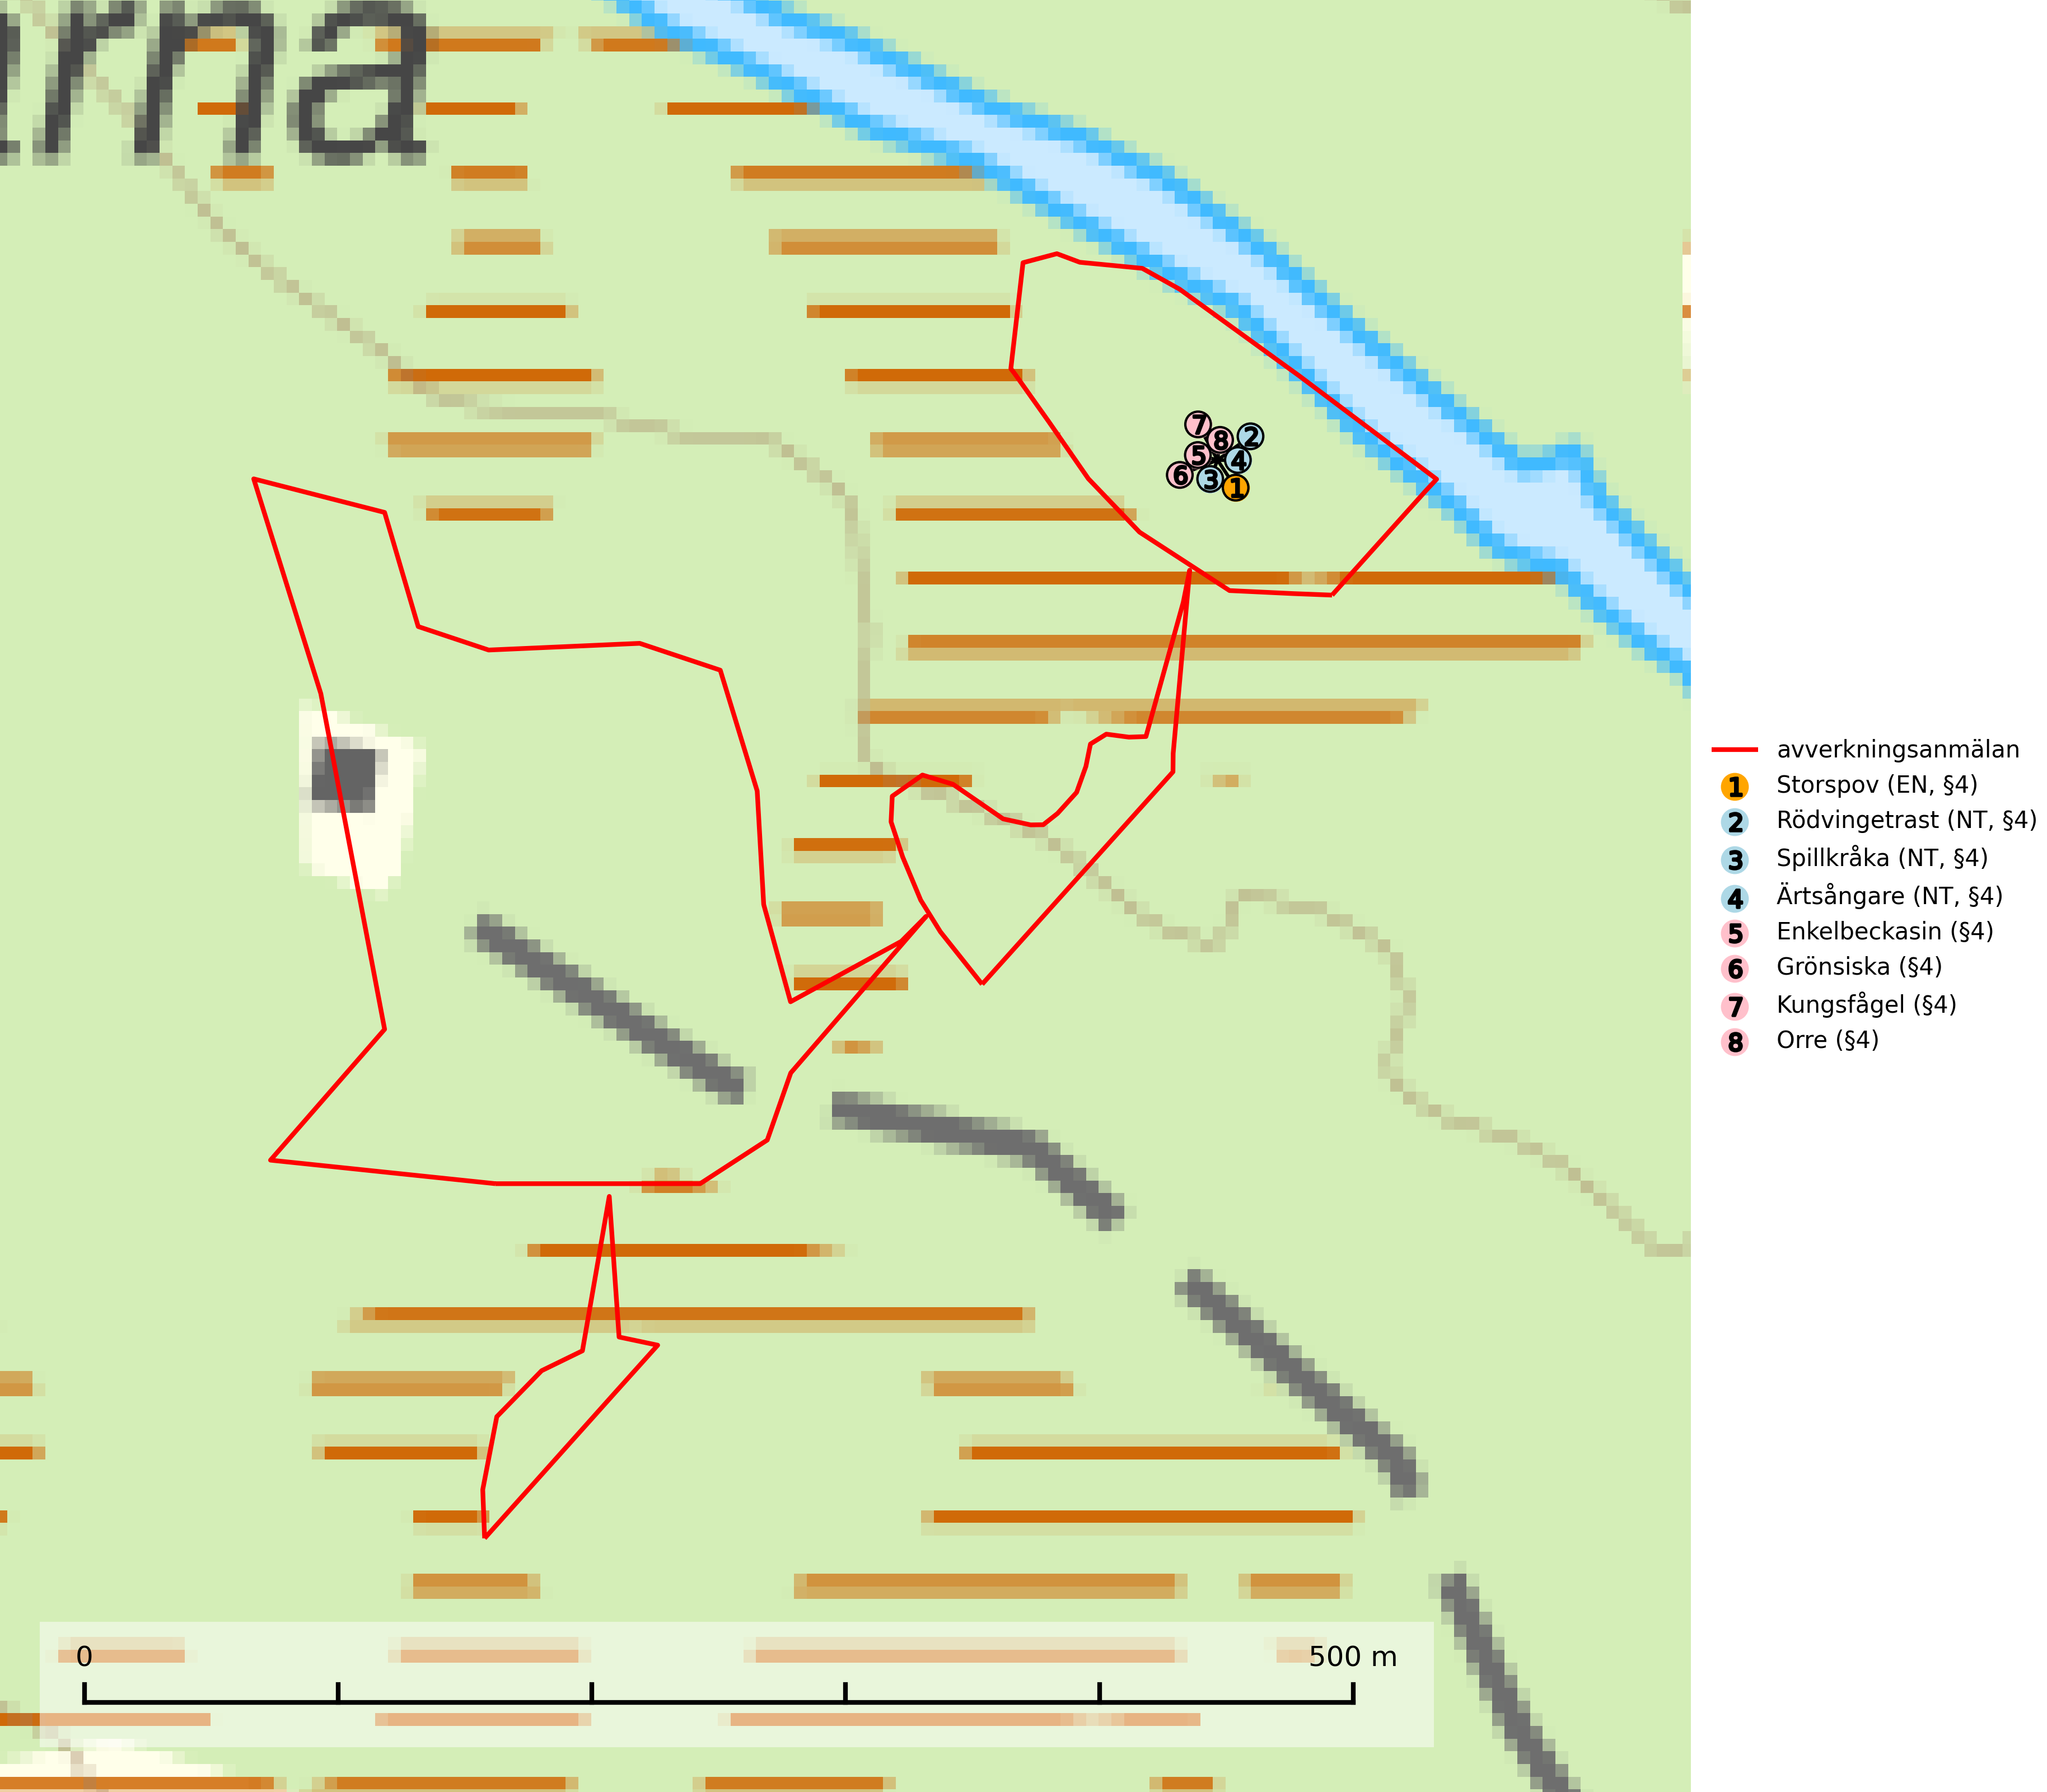 rna
7
8
2
5
4
6
3
1
avverkningsanmälan
1 Storspov (EN, §4)
2 Rödvingetrast (NT, §4)
3 Spillkråka (NT, §4)
4 Ärtsångare (NT, §4)
5 Enkelbeckasin (§4)
6 Grönsiska (§4)
7 Kungsfågel (§4)
8 Orre (§4)
0 500 m